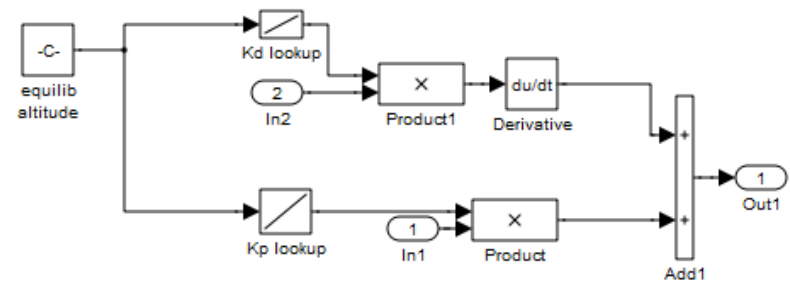 -C-
equilib
altitude
Kd lookup
2
In2
×
Product1
du/dt
Derivative
Kp lookup
1
In1
×
Product
+
+
Add1
1
Out1